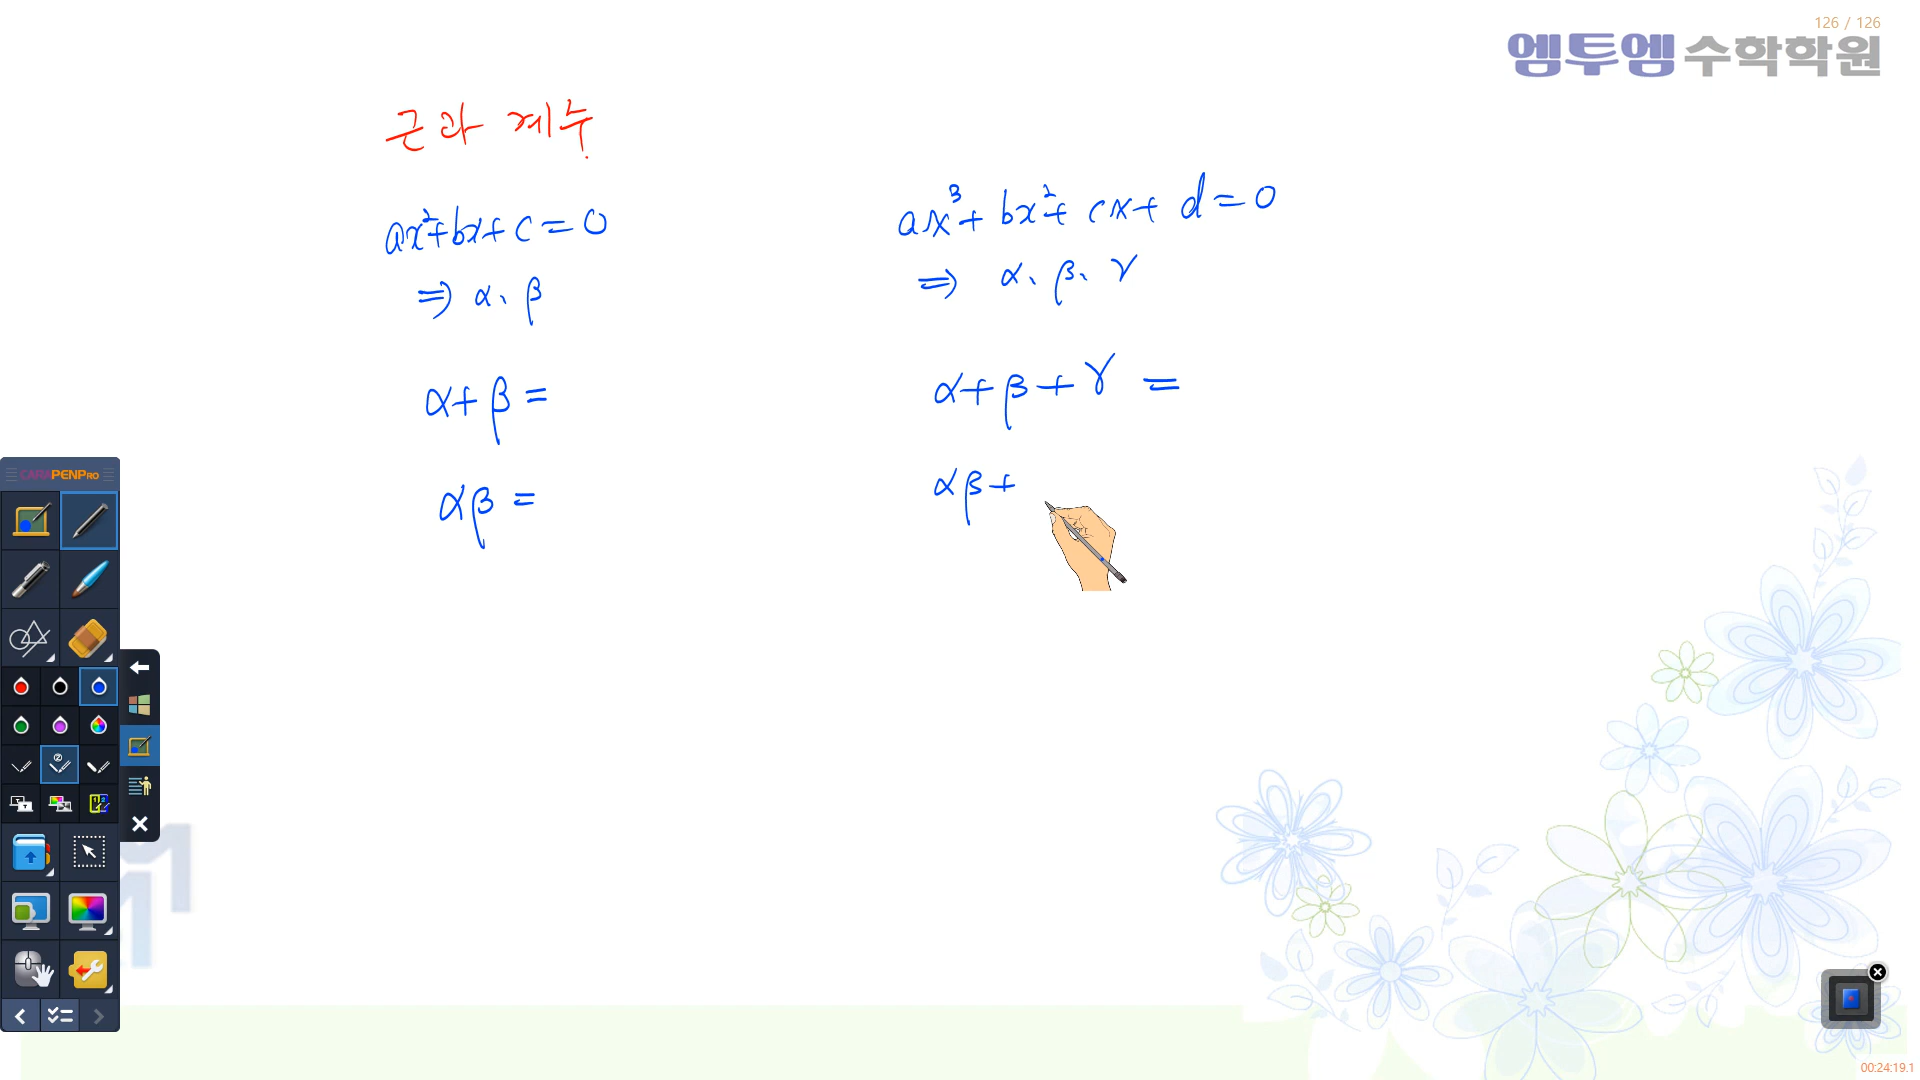 126 / 126
엠투엠 수학학원
근과 계수
ax²+bx+c=0
⇒ α、β
α+β=
αβ=
ax³+bx²+cx+d=0
⇒ α、β、γ
α+β+γ=
αβ+
CARAPENPRO
00:24:19.1